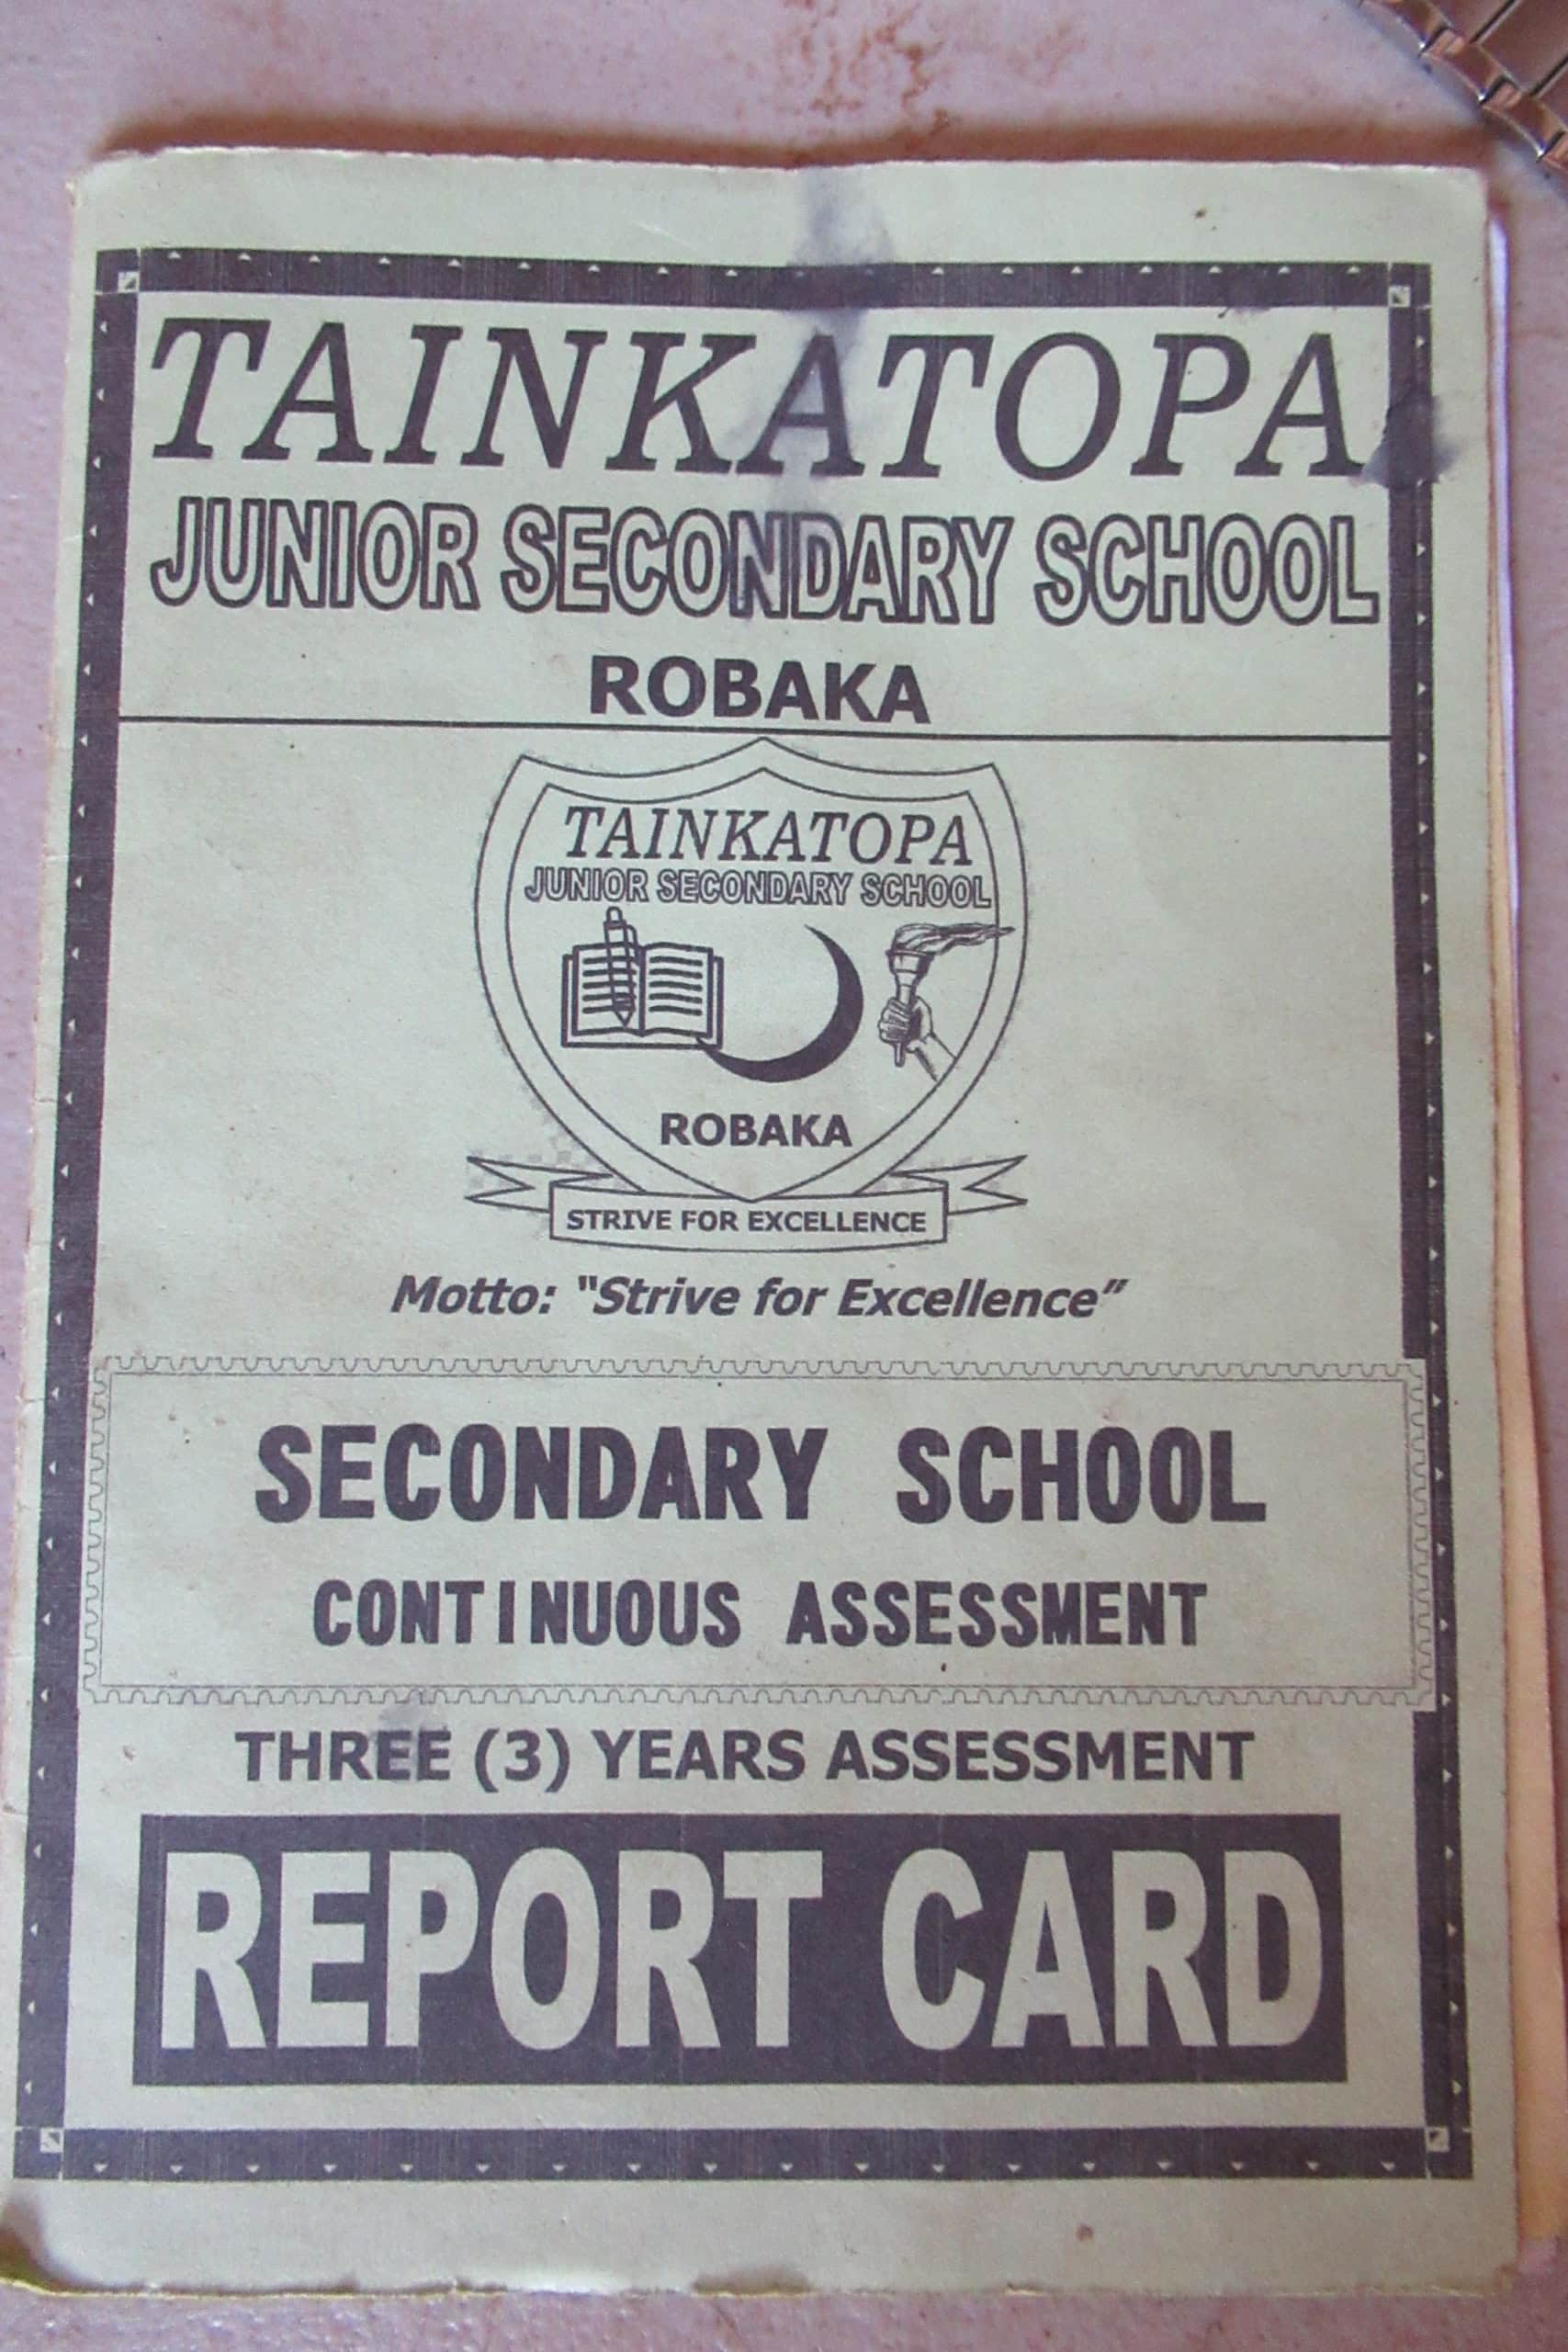 TAINKATOPA
JUNIOR SECONDARY SCHOOL
ROBAKA
TAINKATOPA
JUNIOR SECONDARY SCHOOL
ROBAKA
STRIVE FOR EXCELLENCE
Motto: "Strive for Excellence"
SECONDARY SCHOOL
CONTINUOUS ASSESSMENT
THREE (3) YEARS ASSESSMENT
REPORT CARD